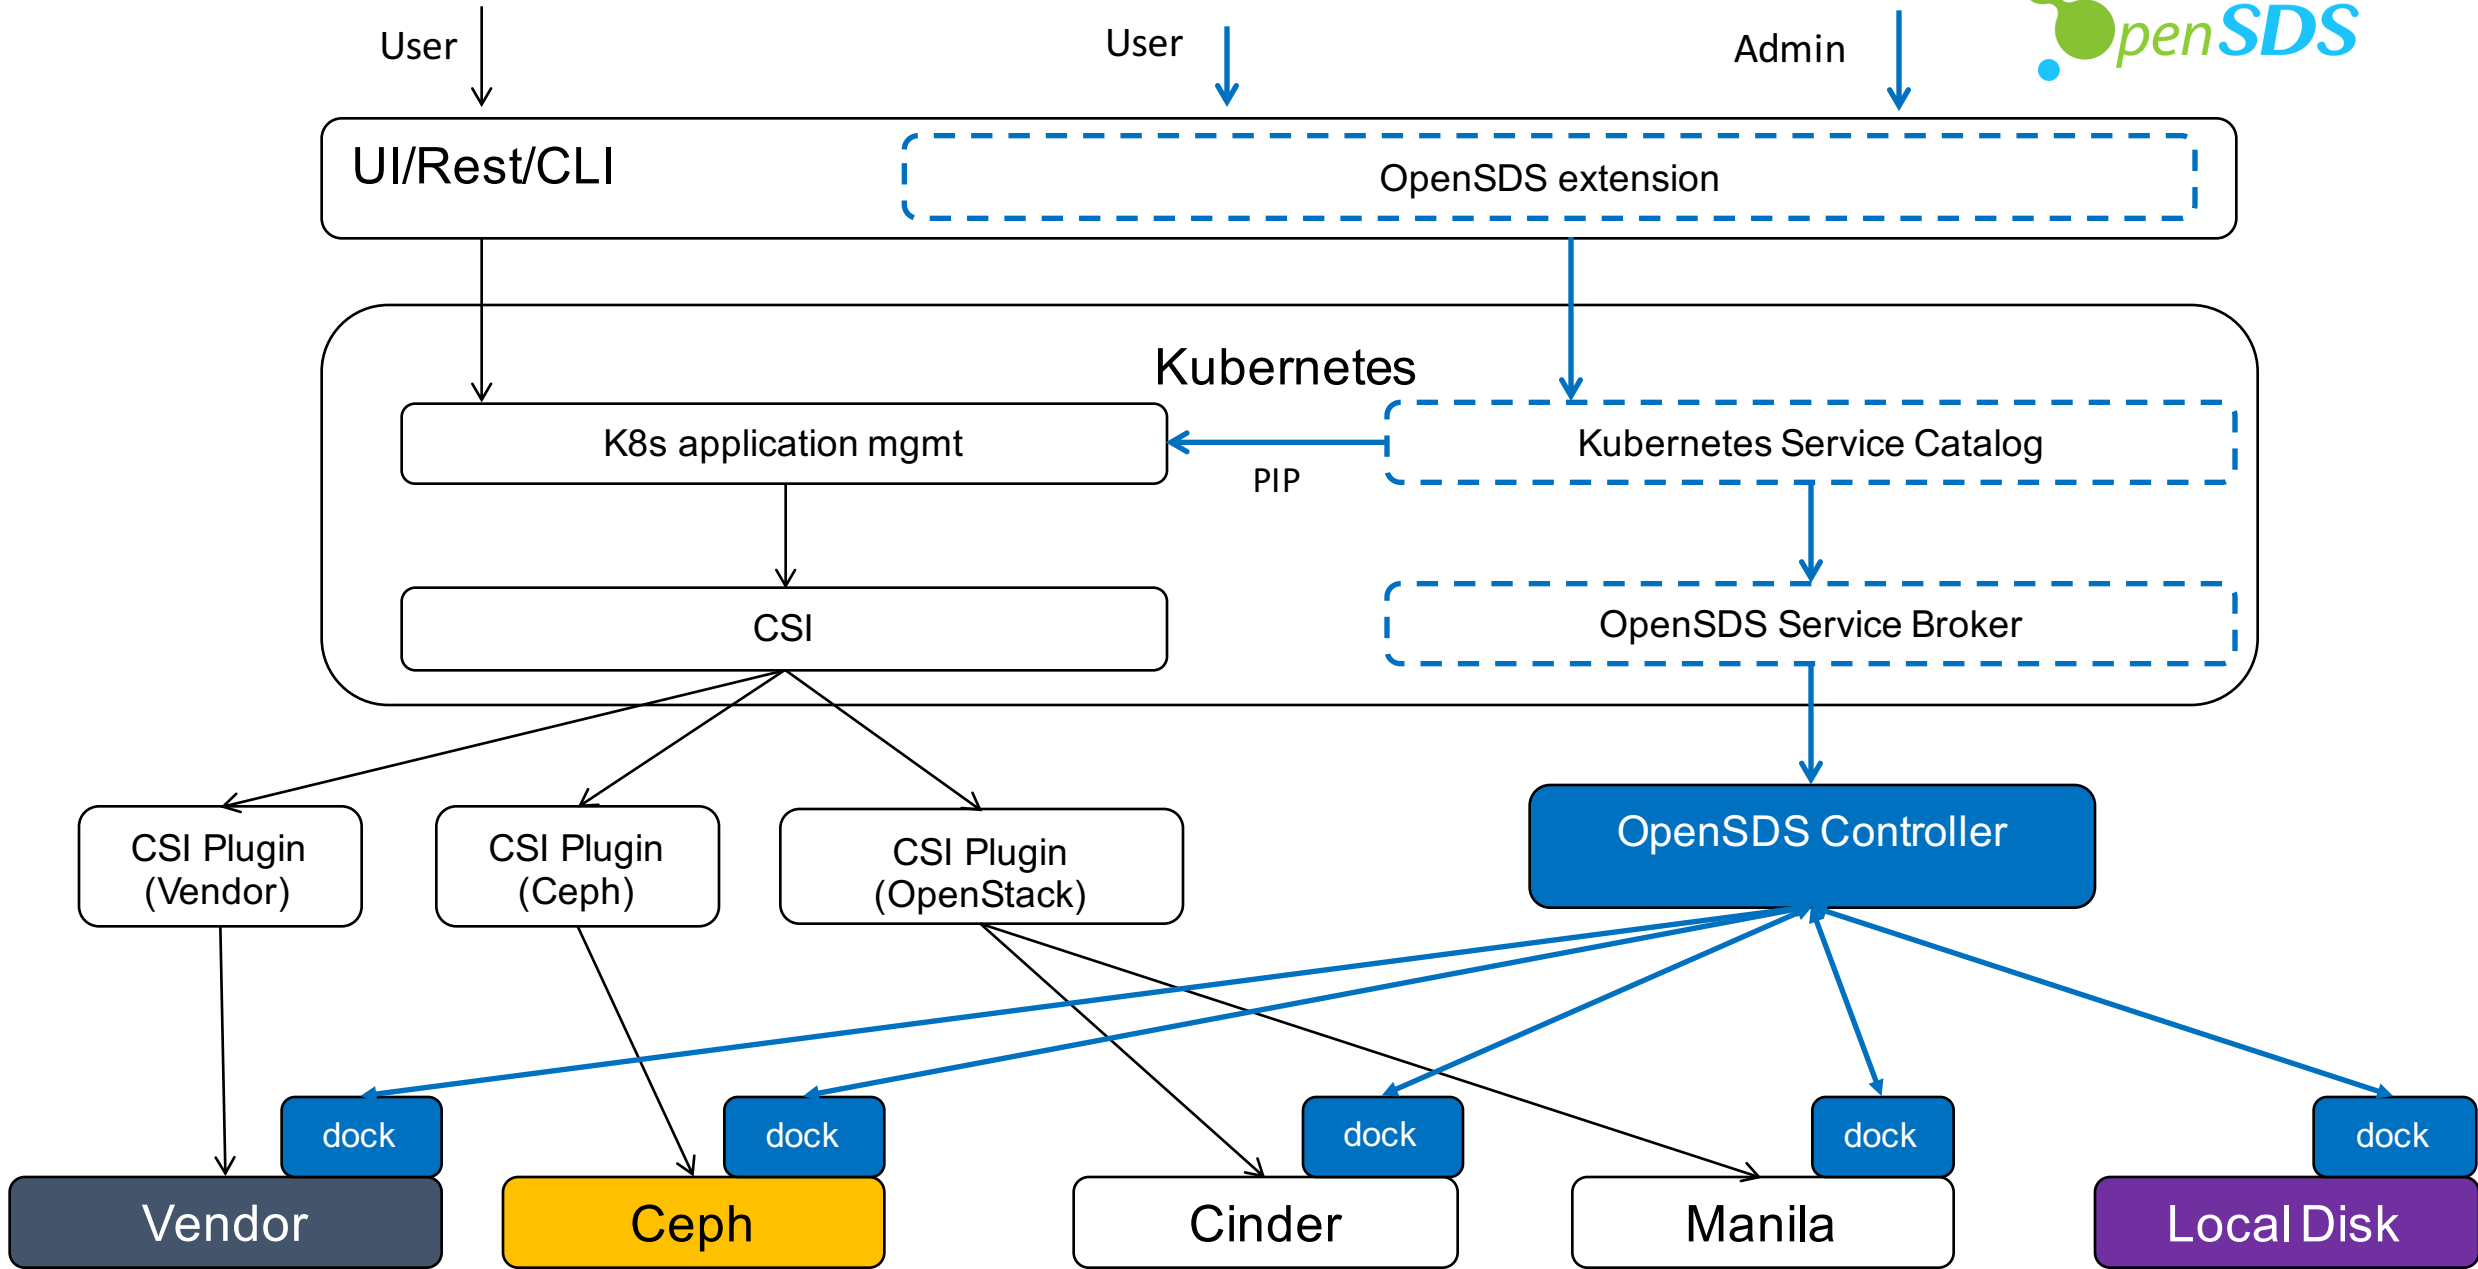 User
User
Admin
OpenSDS
UI/Rest/CLI
OpenSDS extension
Kubernetes
K8s application mgmt
PIP
Kubernetes Service Catalog
CSI
OpenSDS Service Broker
CSI Plugin
(Vendor)
CSI Plugin
(Ceph)
CSI Plugin
(OpenStack)
OpenSDS Controller
dock
dock
dock
dock
dock
Vendor
Ceph
Cinder
Manila
Local Disk